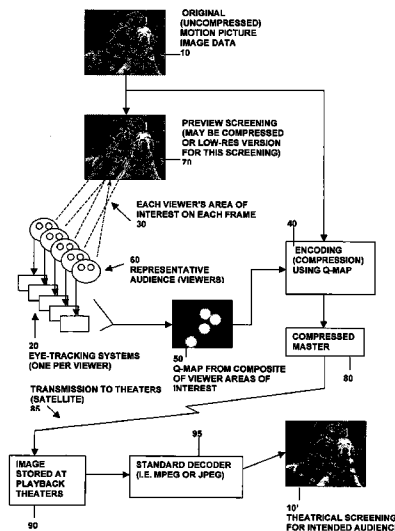 ORIGINAL
(UNCOMPRESSED)
MOTION PICTURE
IMAGE DATA
10
PREVIEW SCREENING
(MAY BE COMPRESSED
OR LOW-RES VERSION
FOR THIS SCREENING)
70
EACH VIEWER'S AREA OF
INTEREST ON EACH FRAME
30
40
ENCODING
(COMPRESSION)
USING Q-MAP
60
REPRESENTATIVE
AUDIENCE (VIEWERS)
20
EYE-TRACKING SYSTEMS
(ONE PER VIEWER)
50
Q-MAP FROM COMPOSITE
OF VIEWER AREAS OF
INTEREST
COMPRESSED
MASTER
80
TRANSMISSION TO THEATERS
(SATELLITE)
85
95
IMAGE
STORED AT
PLAYBACK
THEATERS
90
STANDARD DECODER
(I.E. MPEG OR JPEG)
10'
THEATRICAL SCREENING
FOR INTENDED AUDIENCE